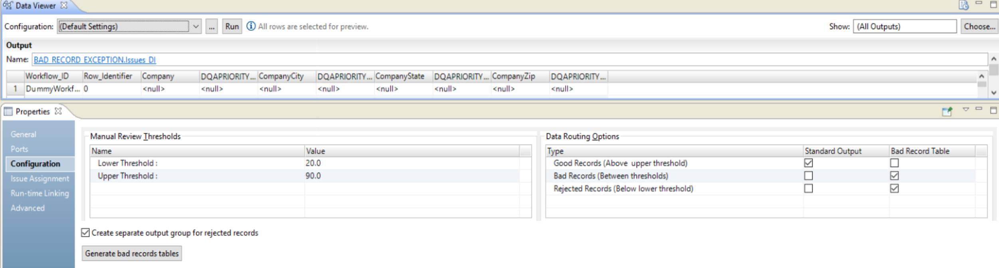 Data Viewer
Configuration: (Default Settings) ... Run All rows are selected for preview. Show: (All Outputs) Choose...
Output
Name: BAD_RECORD_EXCEPTION.Issues_DI
Workflow_ID Row_Identifier Company DQAPRIORITY... CompanyCity DQAPRIORITY... CompanyState DQAPRIORITY... CompanyZip DQAPRIORITY...
1 DummyWorkf... 0 <null> <null> <null> <null> <null> <null> <null> <null>
Properties
General
Ports
Configuration
Issue Assignment
Run-time Linking
Advanced
Manual Review Thresholds
Name Value
Lower Threshold : 20.0
Upper Threshold : 90.0
Data Routing Options
Type Standard Output Bad Record Table
Good Records (Above upper threshold)
Bad Records (Between thresholds)
Rejected Records (Below lower threshold)
Create separate output group for rejected records
Generate bad records tables